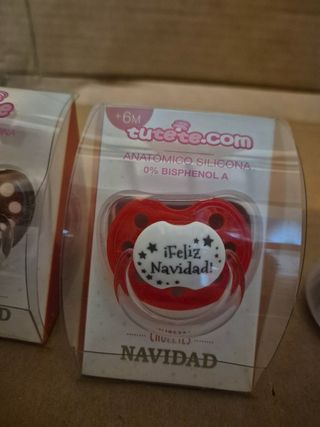 +6M
tutete.com
ANATÓMICO SILICONA
0% BISPHENOL A
¡Feliz
Navidad!
NAVIDAD